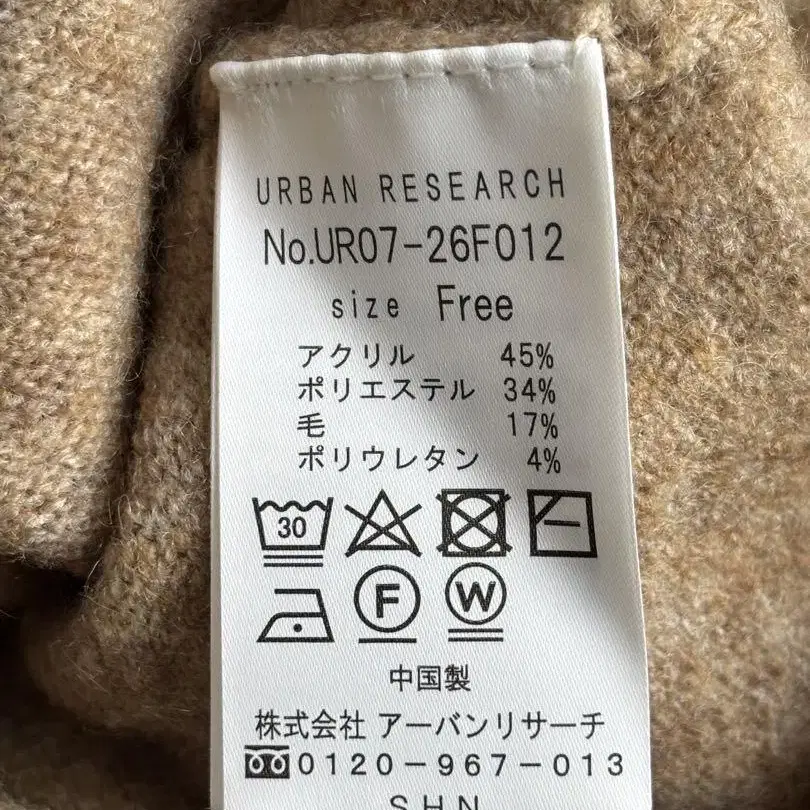 URBAN RESEARCH
No.UR07-26F012
size Free
アクリル 45%
ポリエステル 34%
毛 17%
ポリウレタン 4%
30
F W
中国製
株式会社 アーバンリサーチ
0120-967-013
SHN